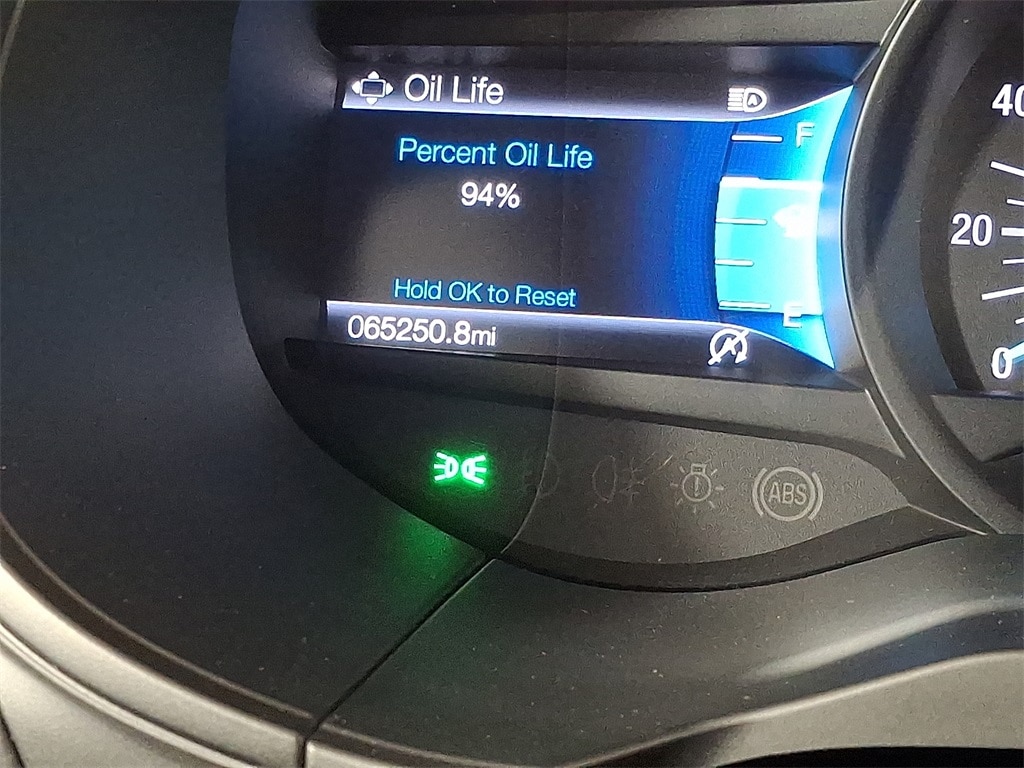 Oil Life
Percent Oil Life
94%
Hold OK to Reset
065250.8mi
F
E
40
20
0
ABS